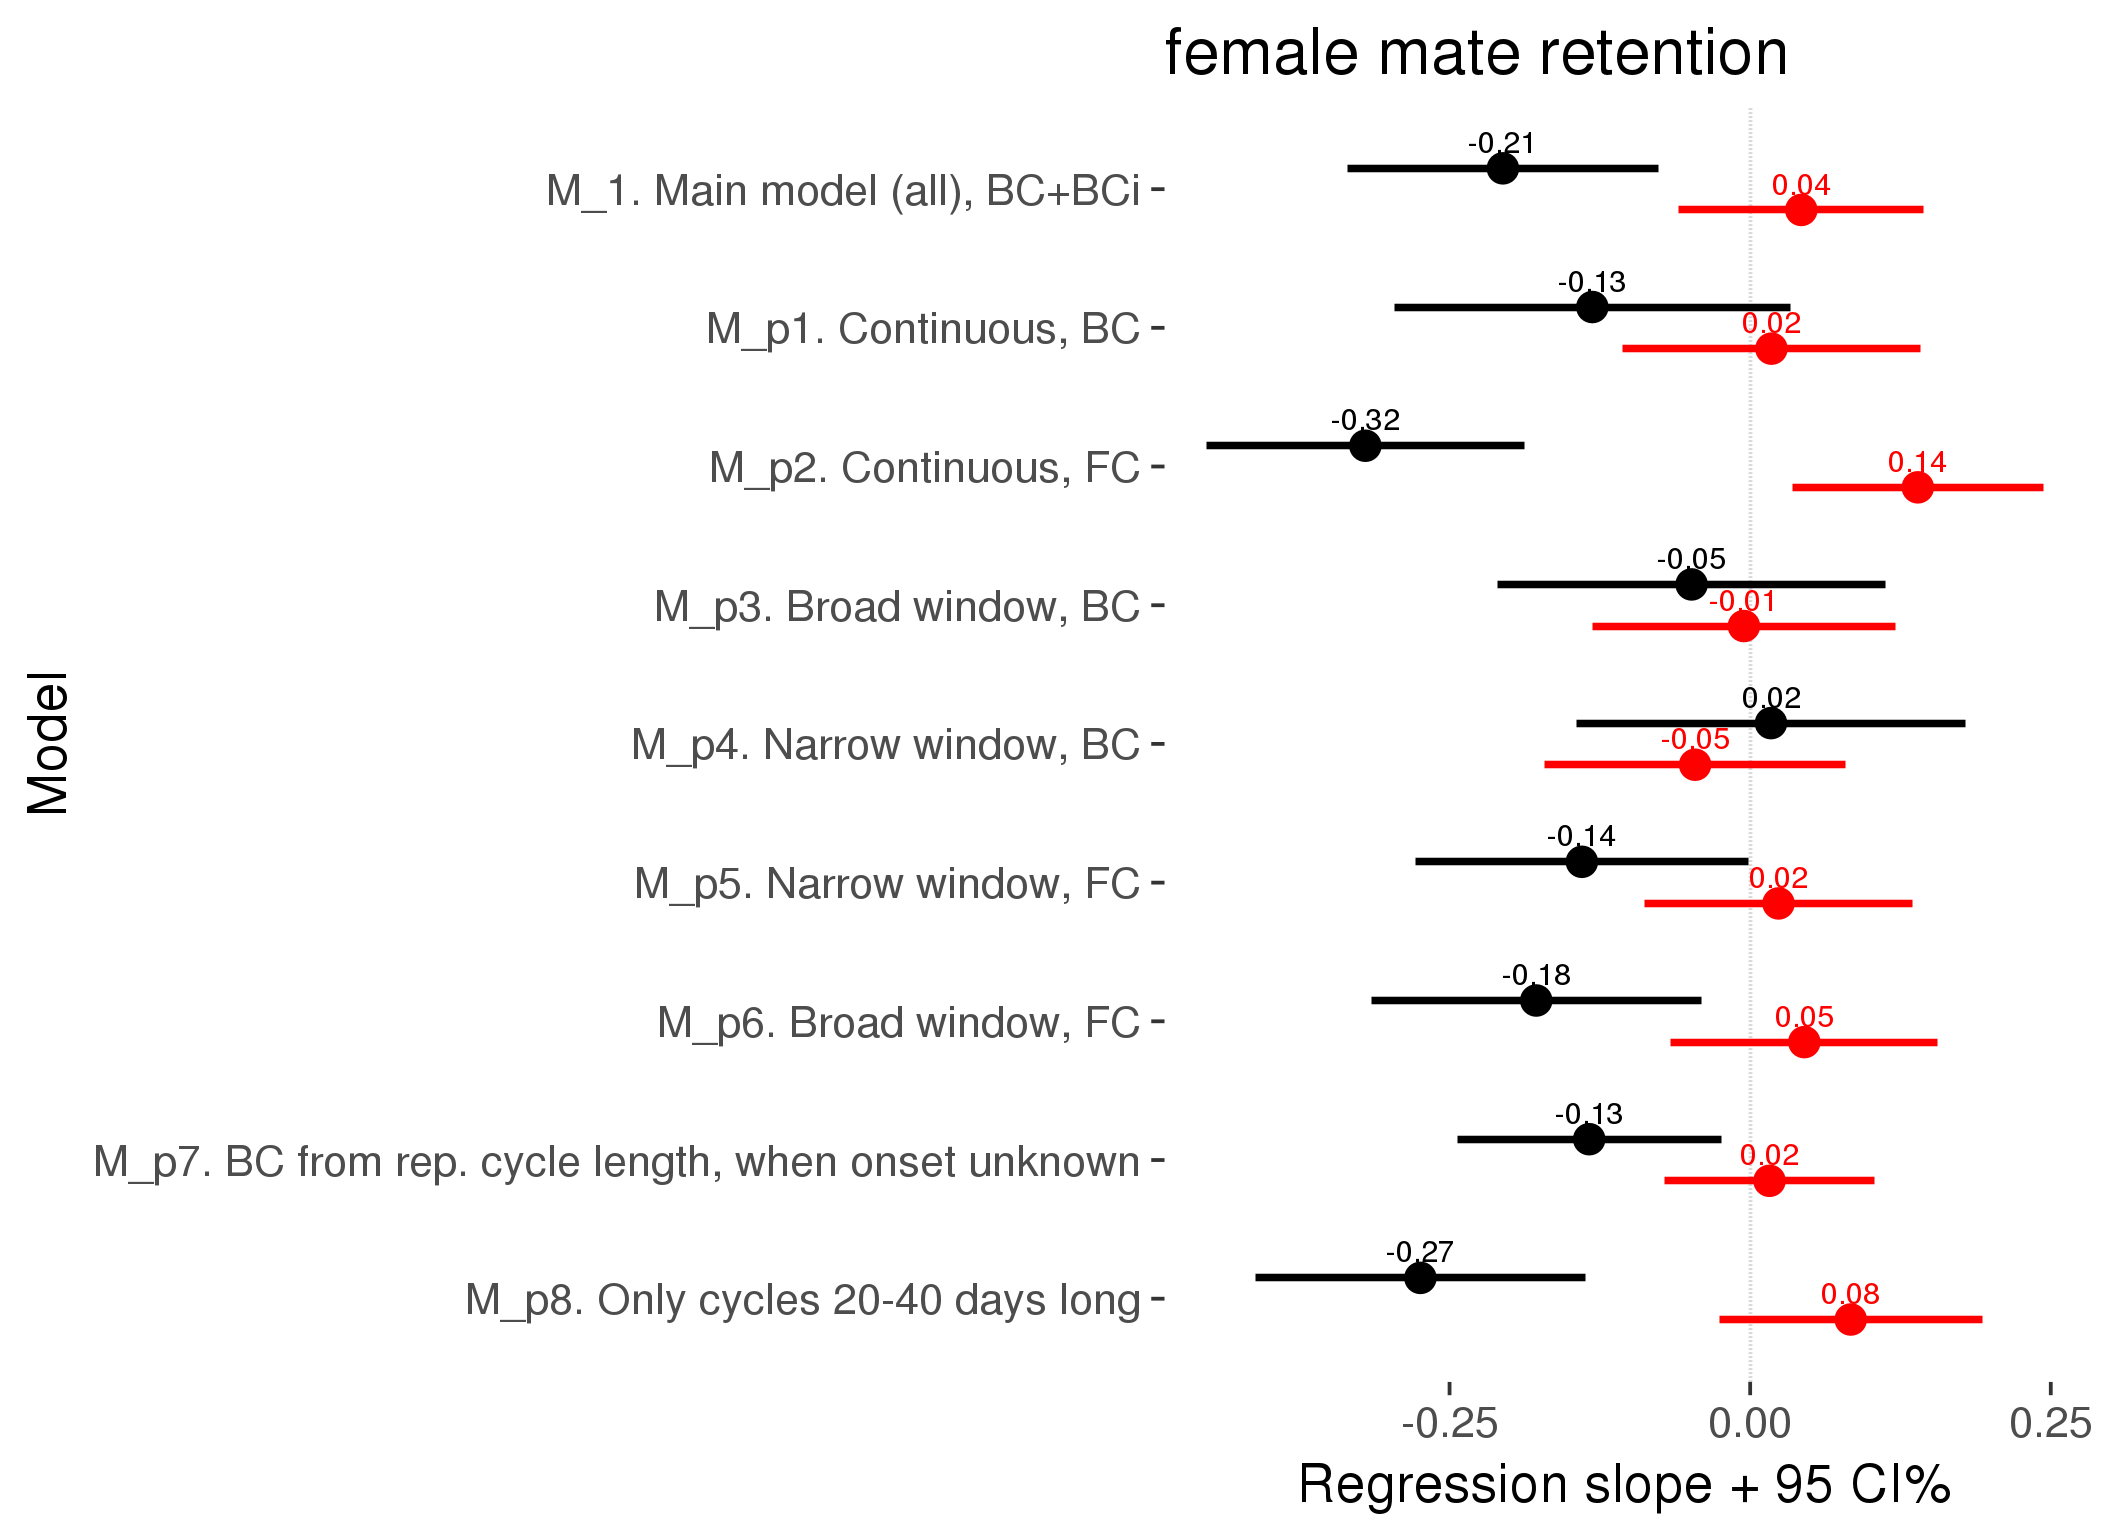 female mate retention
Model
M_1. Main model (all), BC+BCi
-0.21
0.04
M_p1. Continuous, BC
-0.13
0.02
M_p2. Continuous, FC
-0.32
0.14
M_p3. Broad window, BC
-0.05
-0.01
M_p4. Narrow window, BC
0.02
-0.05
M_p5. Narrow window, FC
-0.14
0.02
M_p6. Broad window, FC
-0.18
0.05
M_p7. BC from rep. cycle length, when onset unknown
-0.13
0.02
M_p8. Only cycles 20-40 days long
-0.27
0.08
-0.25 0.00 0.25
Regression slope + 95 CI%